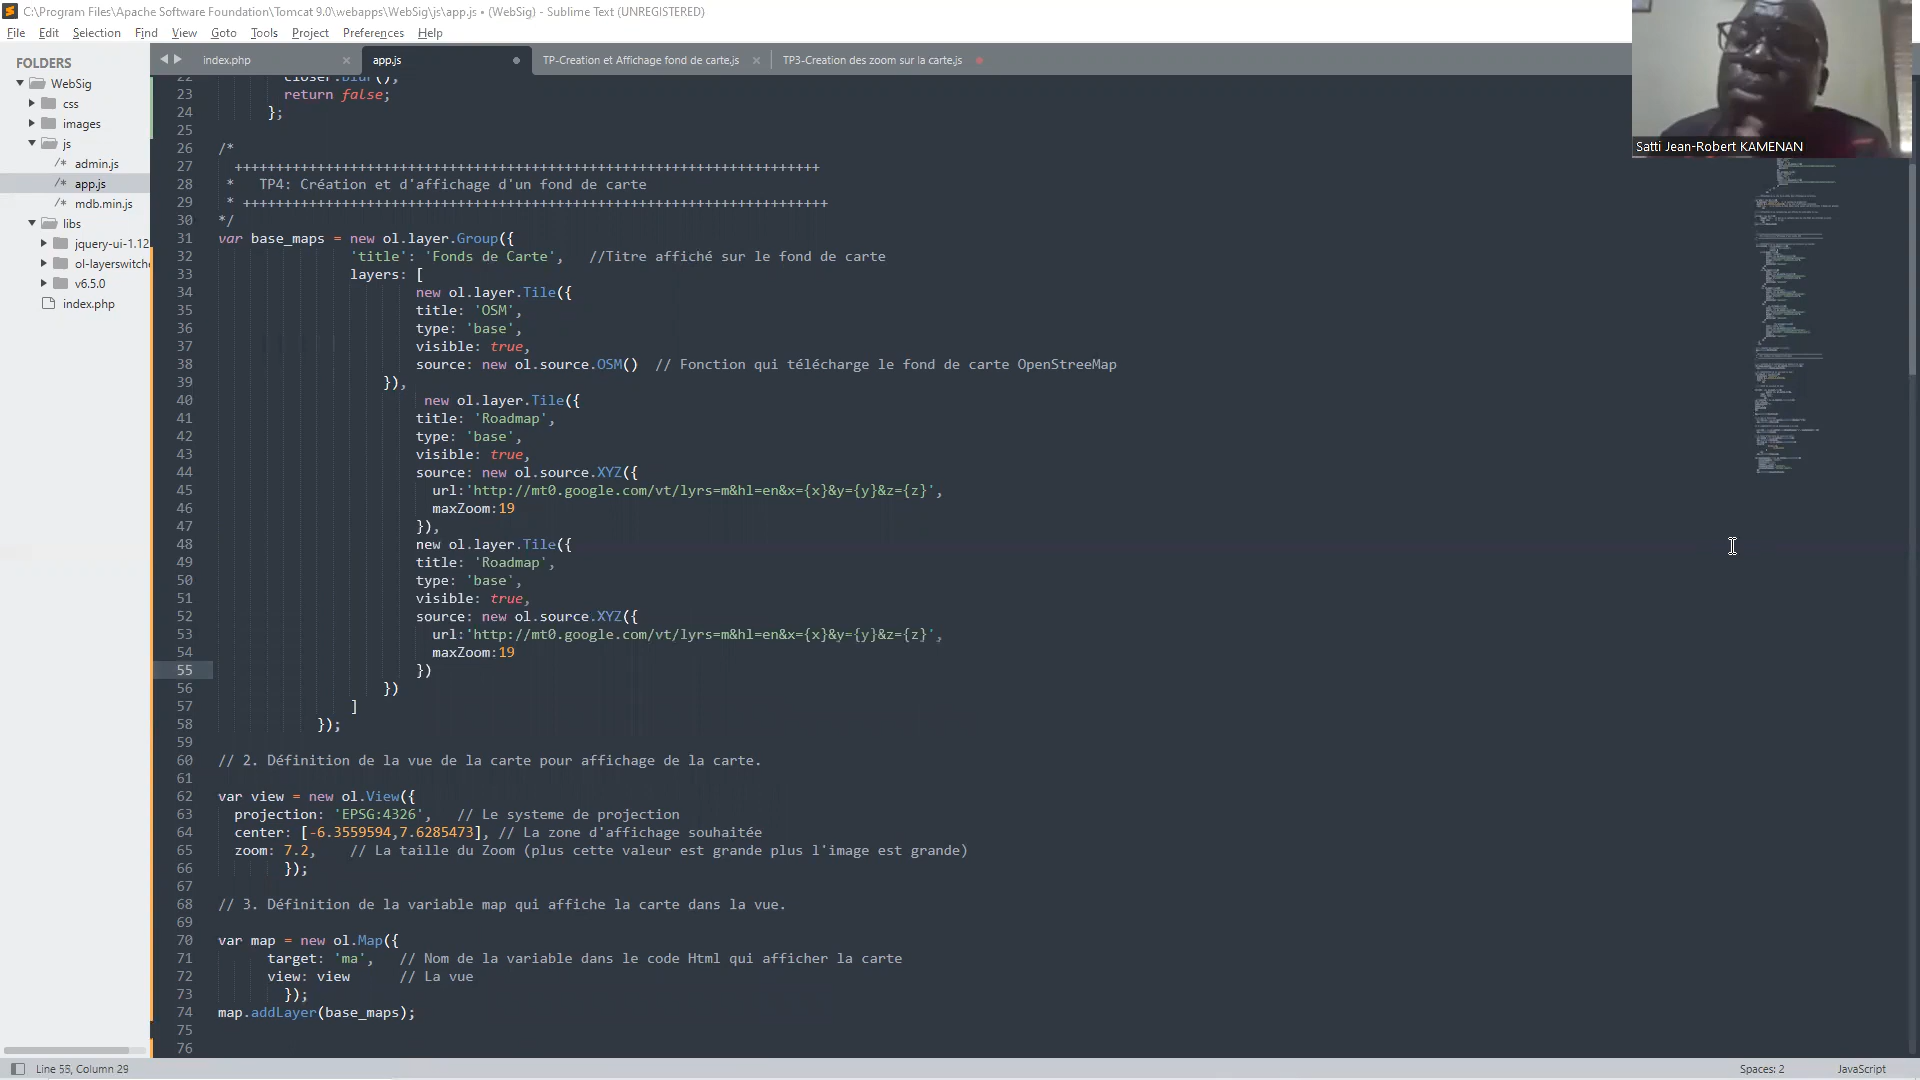 C:\Program Files\Apache Software Foundation\Tomcat 9.0\webapps\WebSig\js\app.js • (WebSig) - Sublime Text (UNREGISTERED)
File Edit Selection Find View Goto Tools Project Preferences Help
FOLDERS
WebSig
css
images
js
/* admin.js
/* app.js
/* mdb.min.js
libs
jquery-ui-1.12
ol-layerswitche
v6.5.0
index.php
index.php
app.js
TP-Creation et Affichage fond de carte.js
TP3-Creation des zoom sur la carte.js
Satti Jean-Robert KAMENAN
22 closer.blur();
23 return false;
24 };
25
26 /*
27 +++++++++++++++++++++++++++++++++++++++++++++++++++++++++++++++++++++++
28 * TP4: Création et d'affichage d'un fond de carte
29 * +++++++++++++++++++++++++++++++++++++++++++++++++++++++++++++++++++++++
30 */
31 var base_maps = new ol.layer.Group({
32 'title': 'Fonds de Carte', //Titre affiché sur le fond de carte
33 layers: [
34 new ol.layer.Tile({
35 title: 'OSM',
36 type: 'base',
37 visible: true,
38 source: new ol.source.OSM() // Fonction qui télécharge le fond de carte OpenStreeMap
39 }),
40 new ol.layer.Tile({
41 title: 'Roadmap',
42 type: 'base',
43 visible: true,
44 source: new ol.source.XYZ({
45 url:'http://mt0.google.com/vt/lyrs=m&hl=en&x={x}&y={y}&z={z}',
46 maxZoom:19
47 }),
48 new ol.layer.Tile({
49 title: 'Roadmap',
50 type: 'base',
51 visible: true,
52 source: new ol.source.XYZ({
53 url:'http://mt0.google.com/vt/lyrs=m&hl=en&x={x}&y={y}&z={z}',
54 maxZoom:19
55 })
56 })
57 ]
58 });
59
60 // 2. Définition de la vue de la carte pour affichage de la carte.
61
62 var view = new ol.View({
63 projection: 'EPSG:4326', // Le systeme de projection
64 center: [-6.3559594,7.6285473], // La zone d'affichage souhaitée
65 zoom: 7.2, // La taille du Zoom (plus cette valeur est grande plus l'image est grande)
66 });
67
68 // 3. Définition de la variable map qui affiche la carte dans la vue.
69
70 var map = new ol.Map({
71 target: 'ma', // Nom de la variable dans le code Html qui afficher la carte
72 view: view // La vue
73 });
74 map.addLayer(base_maps);
75
76
Line 55, Column 29
Spaces: 2
JavaScript